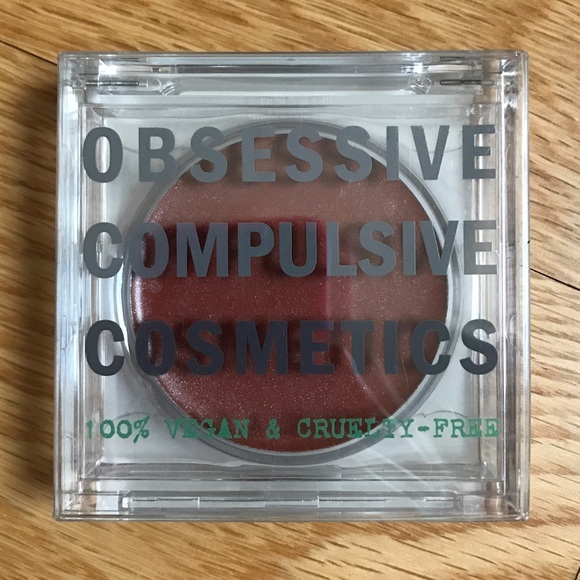 OBSESSIVE
COMPULSIVE
COSMETICS
100% VEGAN & CRUELTY-FREE